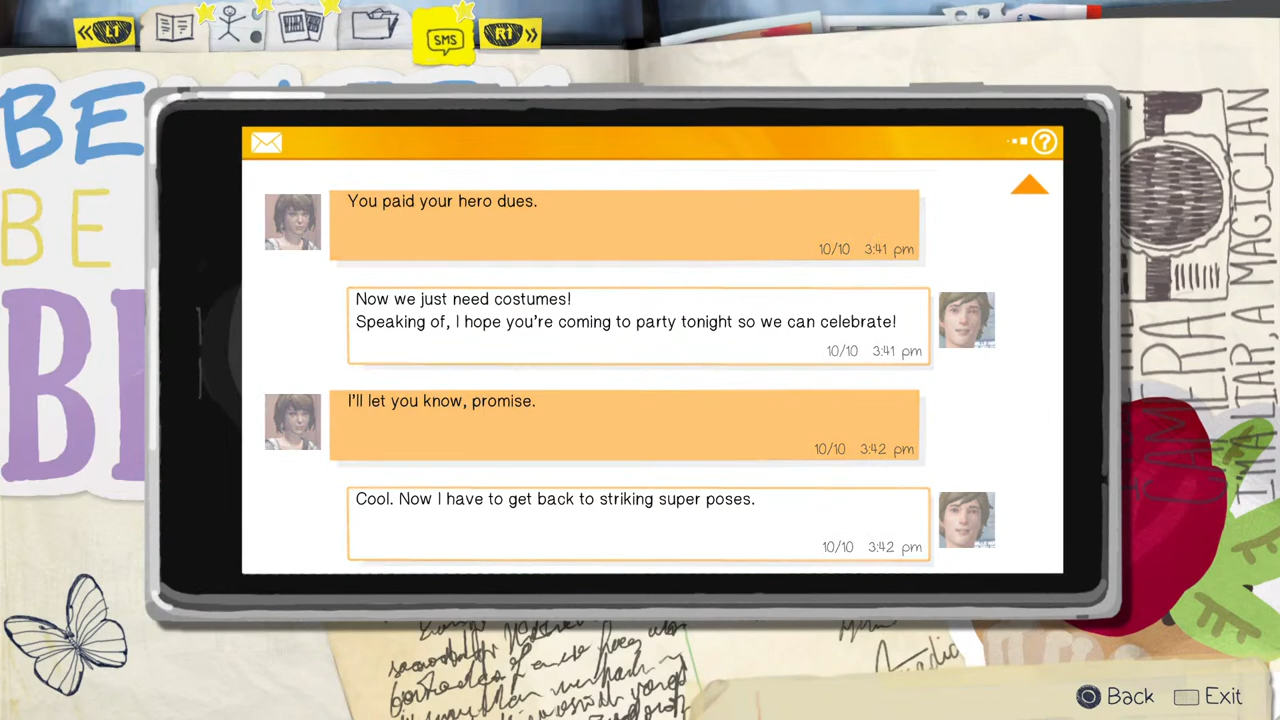 L1
SMS
R1
BE
BE
You paid your hero dues.
10/10 3:41 pm
Now we just need costumes!
Speaking of, I hope you're coming to party tonight so we can celebrate!
10/10 3:41 pm
I'll let you know, promise.
10/10 3:42 pm
Cool. Now I have to get back to striking super poses.
10/10 3:42 pm
?
CAMERA
LIAR, A MAGICIAN
Back
Exit